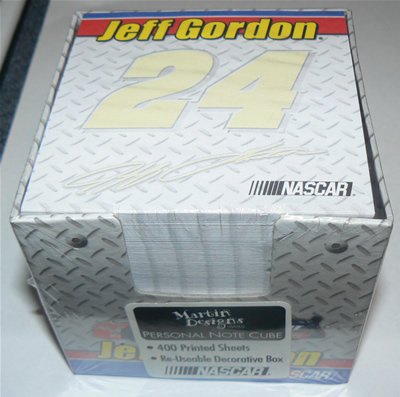 Jeff Gordon
24
NASCAR
Martin
Designs
PERSONAL NOTE CUBE
• 400 Printed Sheets
• Re-Useable Decorative Box
NASCAR
Jeff Gordon
NASCAR